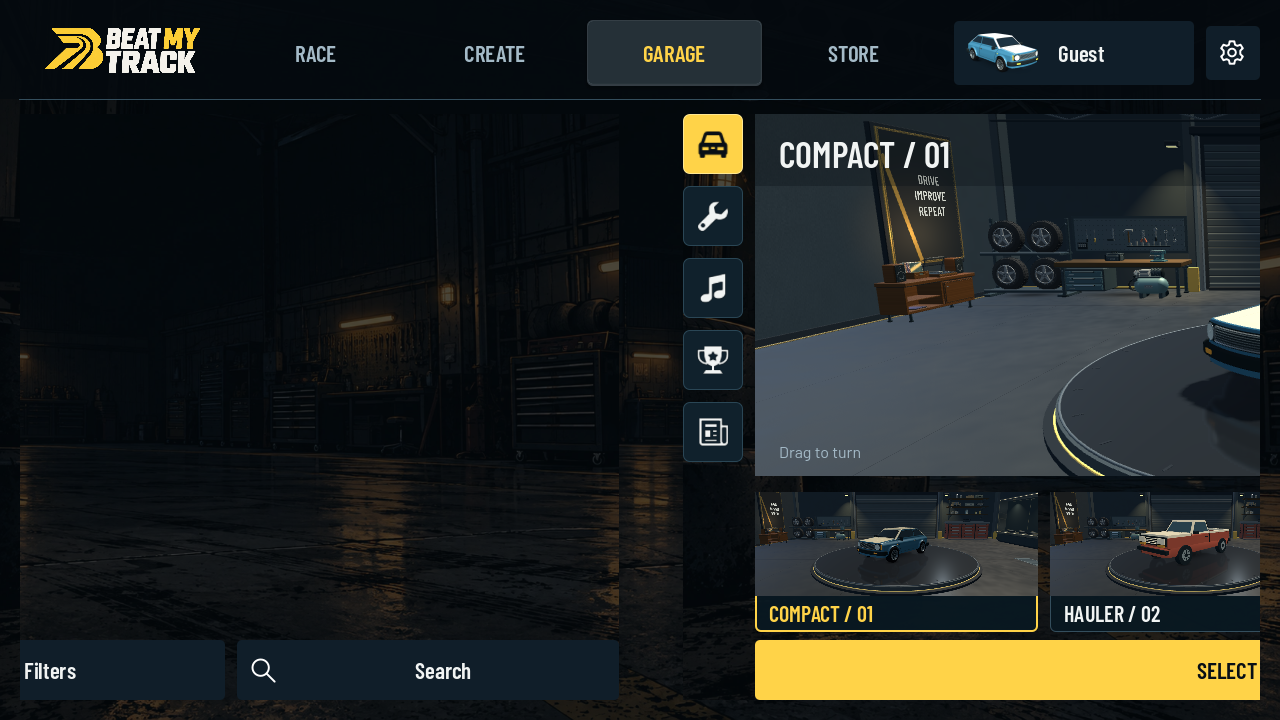 BEAT MY
TRACK
RACE
CREATE
GARAGE
STORE
Guest
COMPACT / 01
DRIVE
IMPROVE
REPEAT
Drag to turn
COMPACT / 01
HAULER / 02
Filters
Search
SELECT